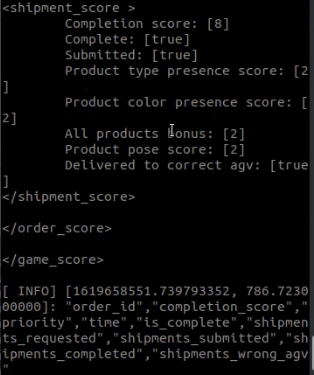 <shipment_score >
Completion score: [8]
Complete: [true]
Submitted: [true]
Product type presence score: [2
]
Product color presence score: [
2]
All products bonus: [2]
Product pose score: [2]
Delivered to correct agv: [true
]
</shipment_score>
</order_score>
</game_score>
[ INFO] [1619658551.739793352, 786.7230
00000]: "order_id","completion_score","
priority","time","is_complete","shipmen
ts_requested","shipments_submitted","sh
ipments_completed","shipments_wrong_agv
"